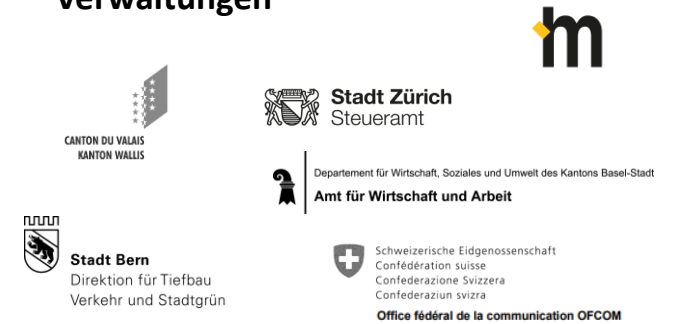 Verwaltungen
m
CANTON DU VALAIS
KANTON WALLIS
Stadt Zürich
Steueramt
Departement für Wirtschaft, Soziales und Umwelt des Kantons Basel-Stadt
Amt für Wirtschaft und Arbeit
Stadt Bern
Direktion für Tiefbau
Verkehr und Stadtgrün
Schweizerische Eidgenossenschaft
Confédération suisse
Confederazione Svizzera
Confederaziun svizra
Office fédéral de la communication OFCOM